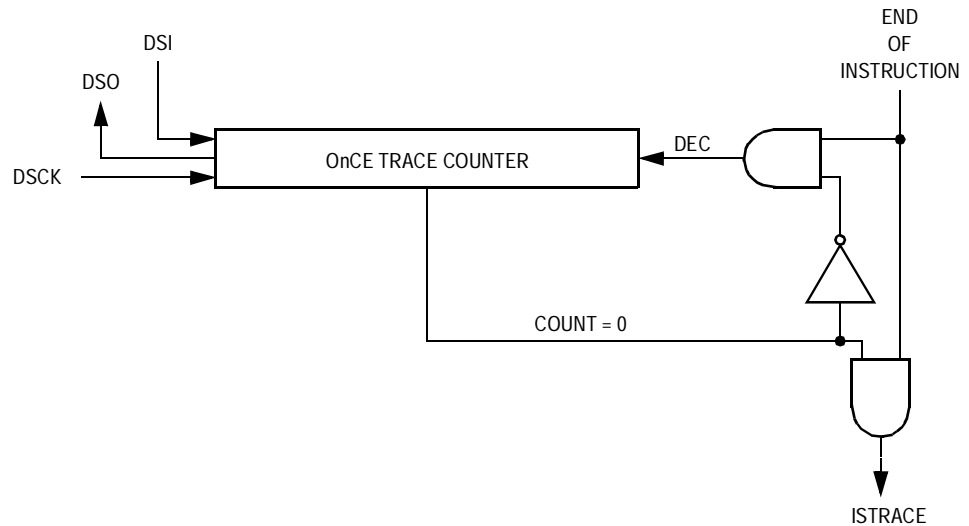 END
OF
INSTRUCTION
DSI
DSO
DEC
OnCE TRACE COUNTER
DSCK
COUNT = 0
ISTRACE